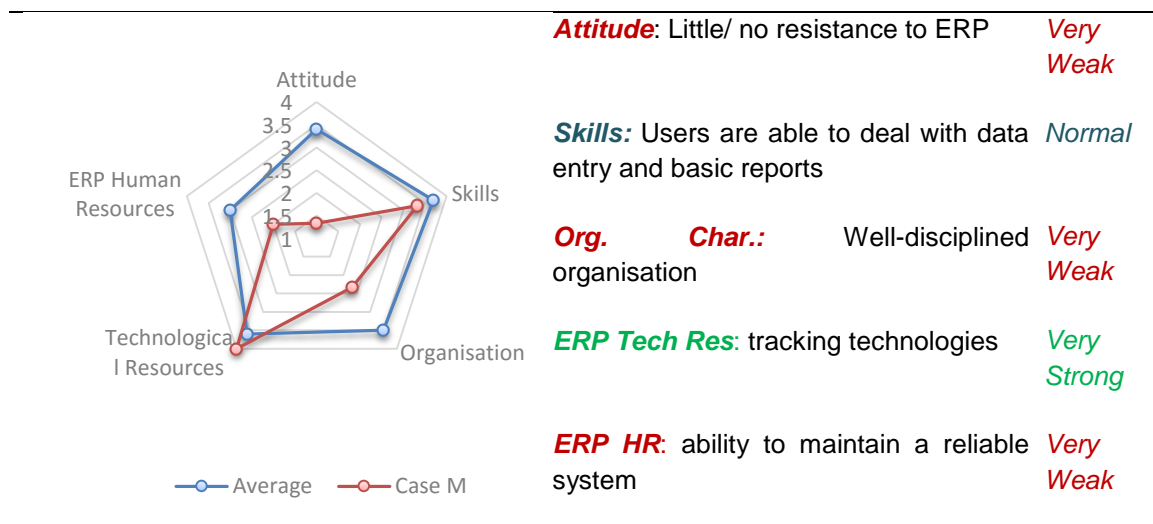 Attitude
4
3.5
3
2.5
2
1.5
1
Skills
Organisation
Technologica
l Resources
ERP Human
Resources
Average
Case M
Attitude: Little/ no resistance to ERP
Very
Weak
Skills: Users are able to deal with data
entry and basic reports
Normal
Org. Char.: Well-disciplined
organisation
Very
Weak
ERP Tech Res: tracking technologies
Very
Strong
ERP HR: ability to maintain a reliable
system
Very
Weak